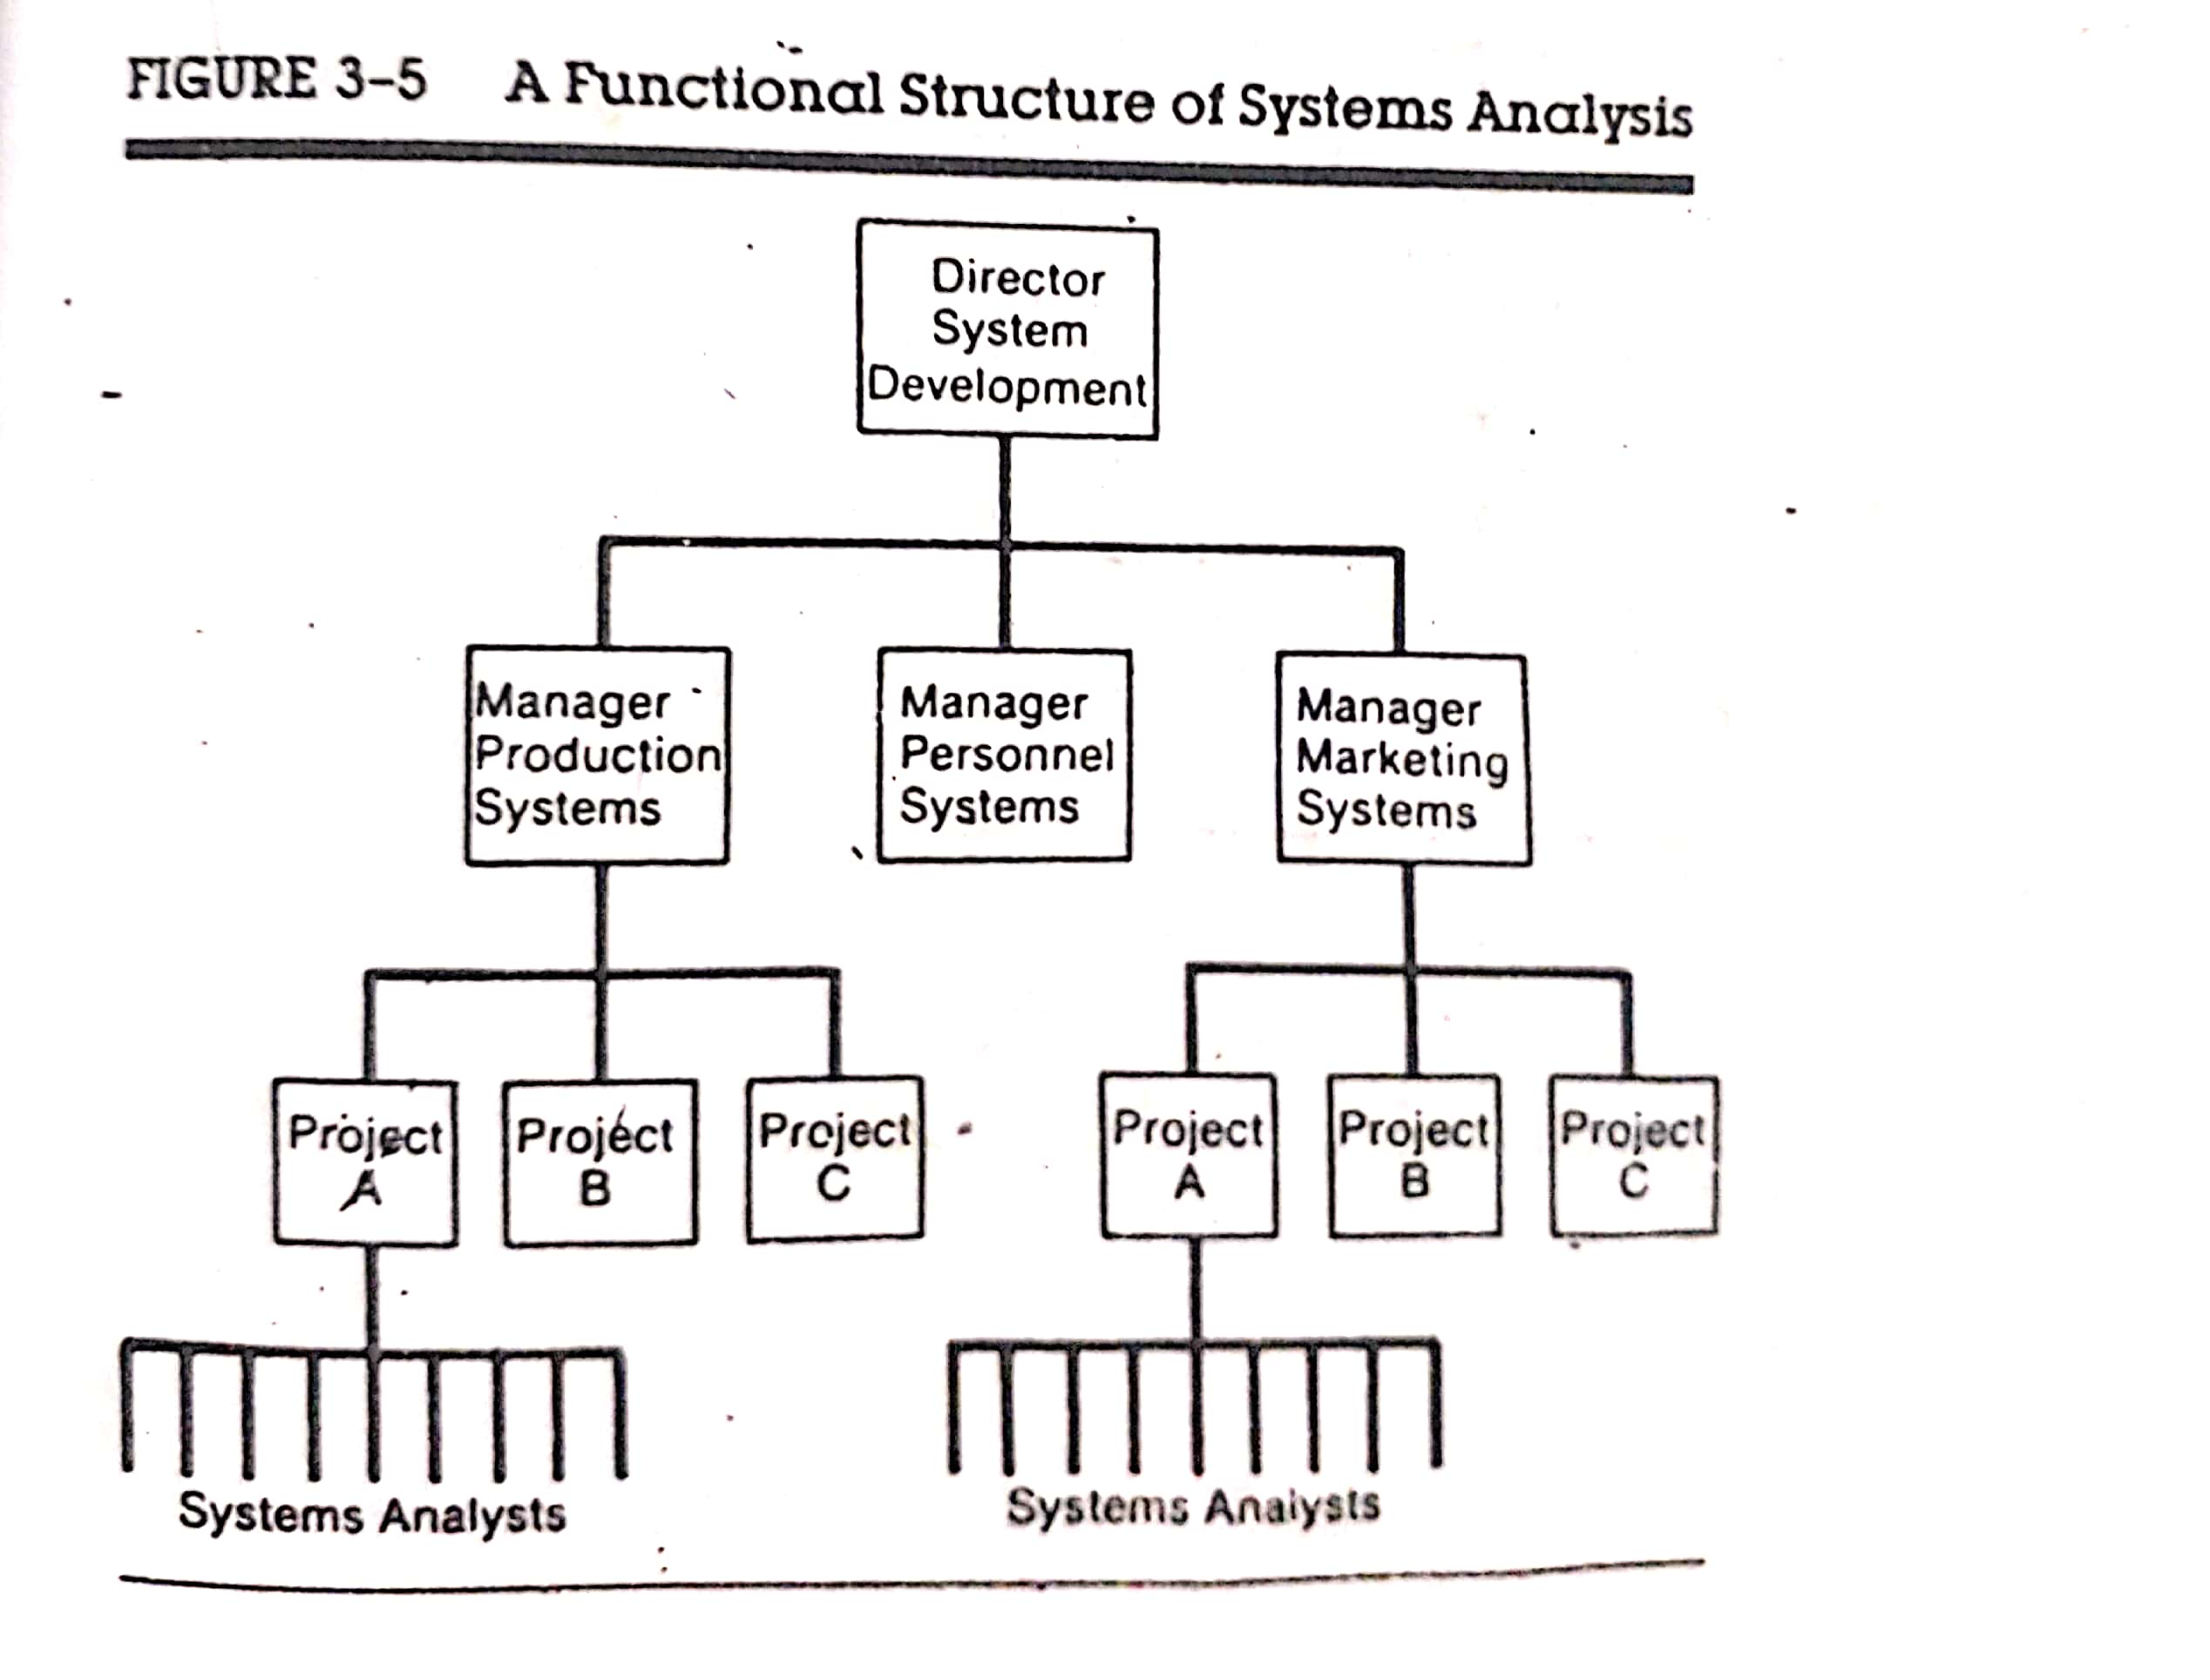 FIGURE 3–5 A Functional Structure of Systems Analysis
Director
System
Development
Manager
Production
Systems
Manager
Personnel
Systems
Manager
Marketing
Systems
Project
A
Project
B
Project
C
Project
A
Project
B
Project
C
Systems Analysts
Systems Analysts